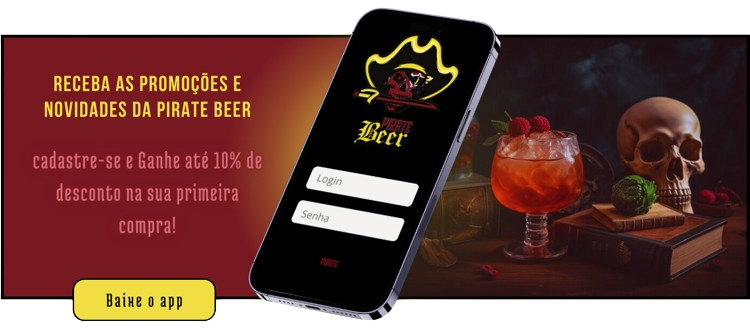 RECEBA AS PROMOÇÕES E
NOVIDADES DA PIRATE BEER
cadastre-se e Ganhe até 10% de
desconto na sua primeira
compra!
Baixe o app
PIRATE
Beer
Login
Senha
PIRATE